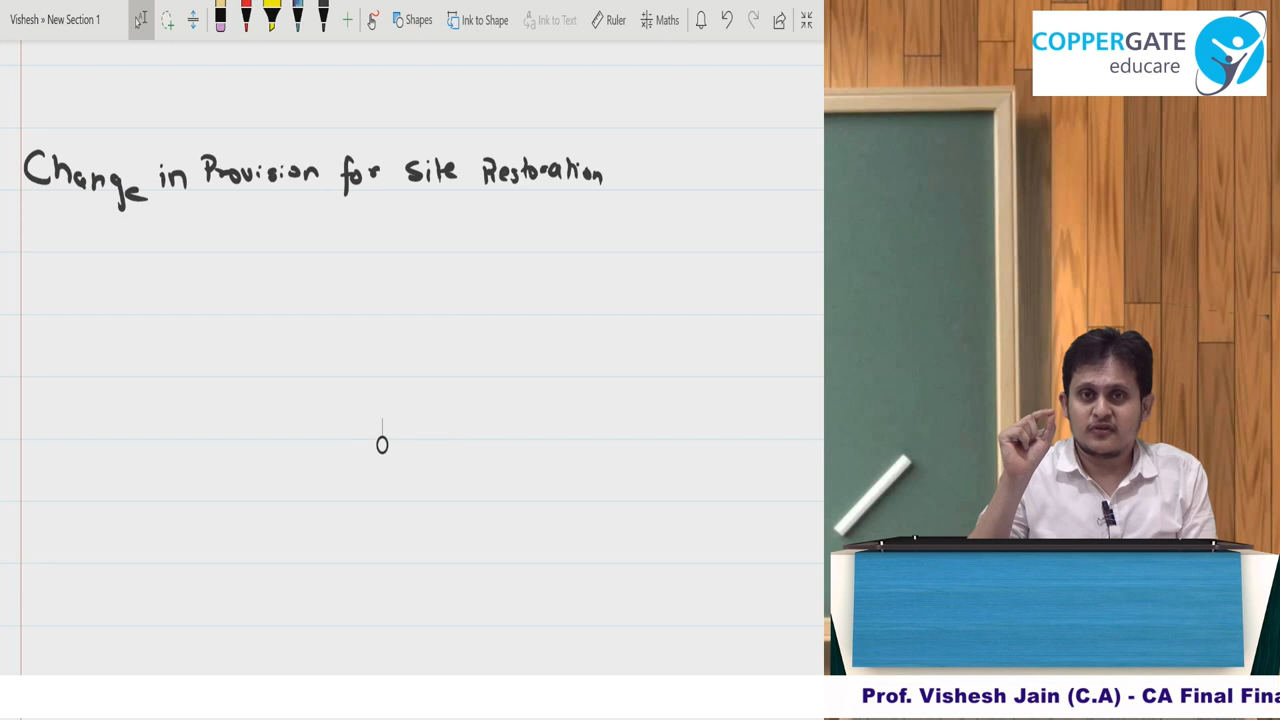 Vishesh » New Section 1
Shapes
Ink to Shape
Ink to Text
Ruler
Maths
COPPERGATE
educare
Change in Provision for Site Restoration
Prof. Vishesh Jain (C.A) - CA Final Fina